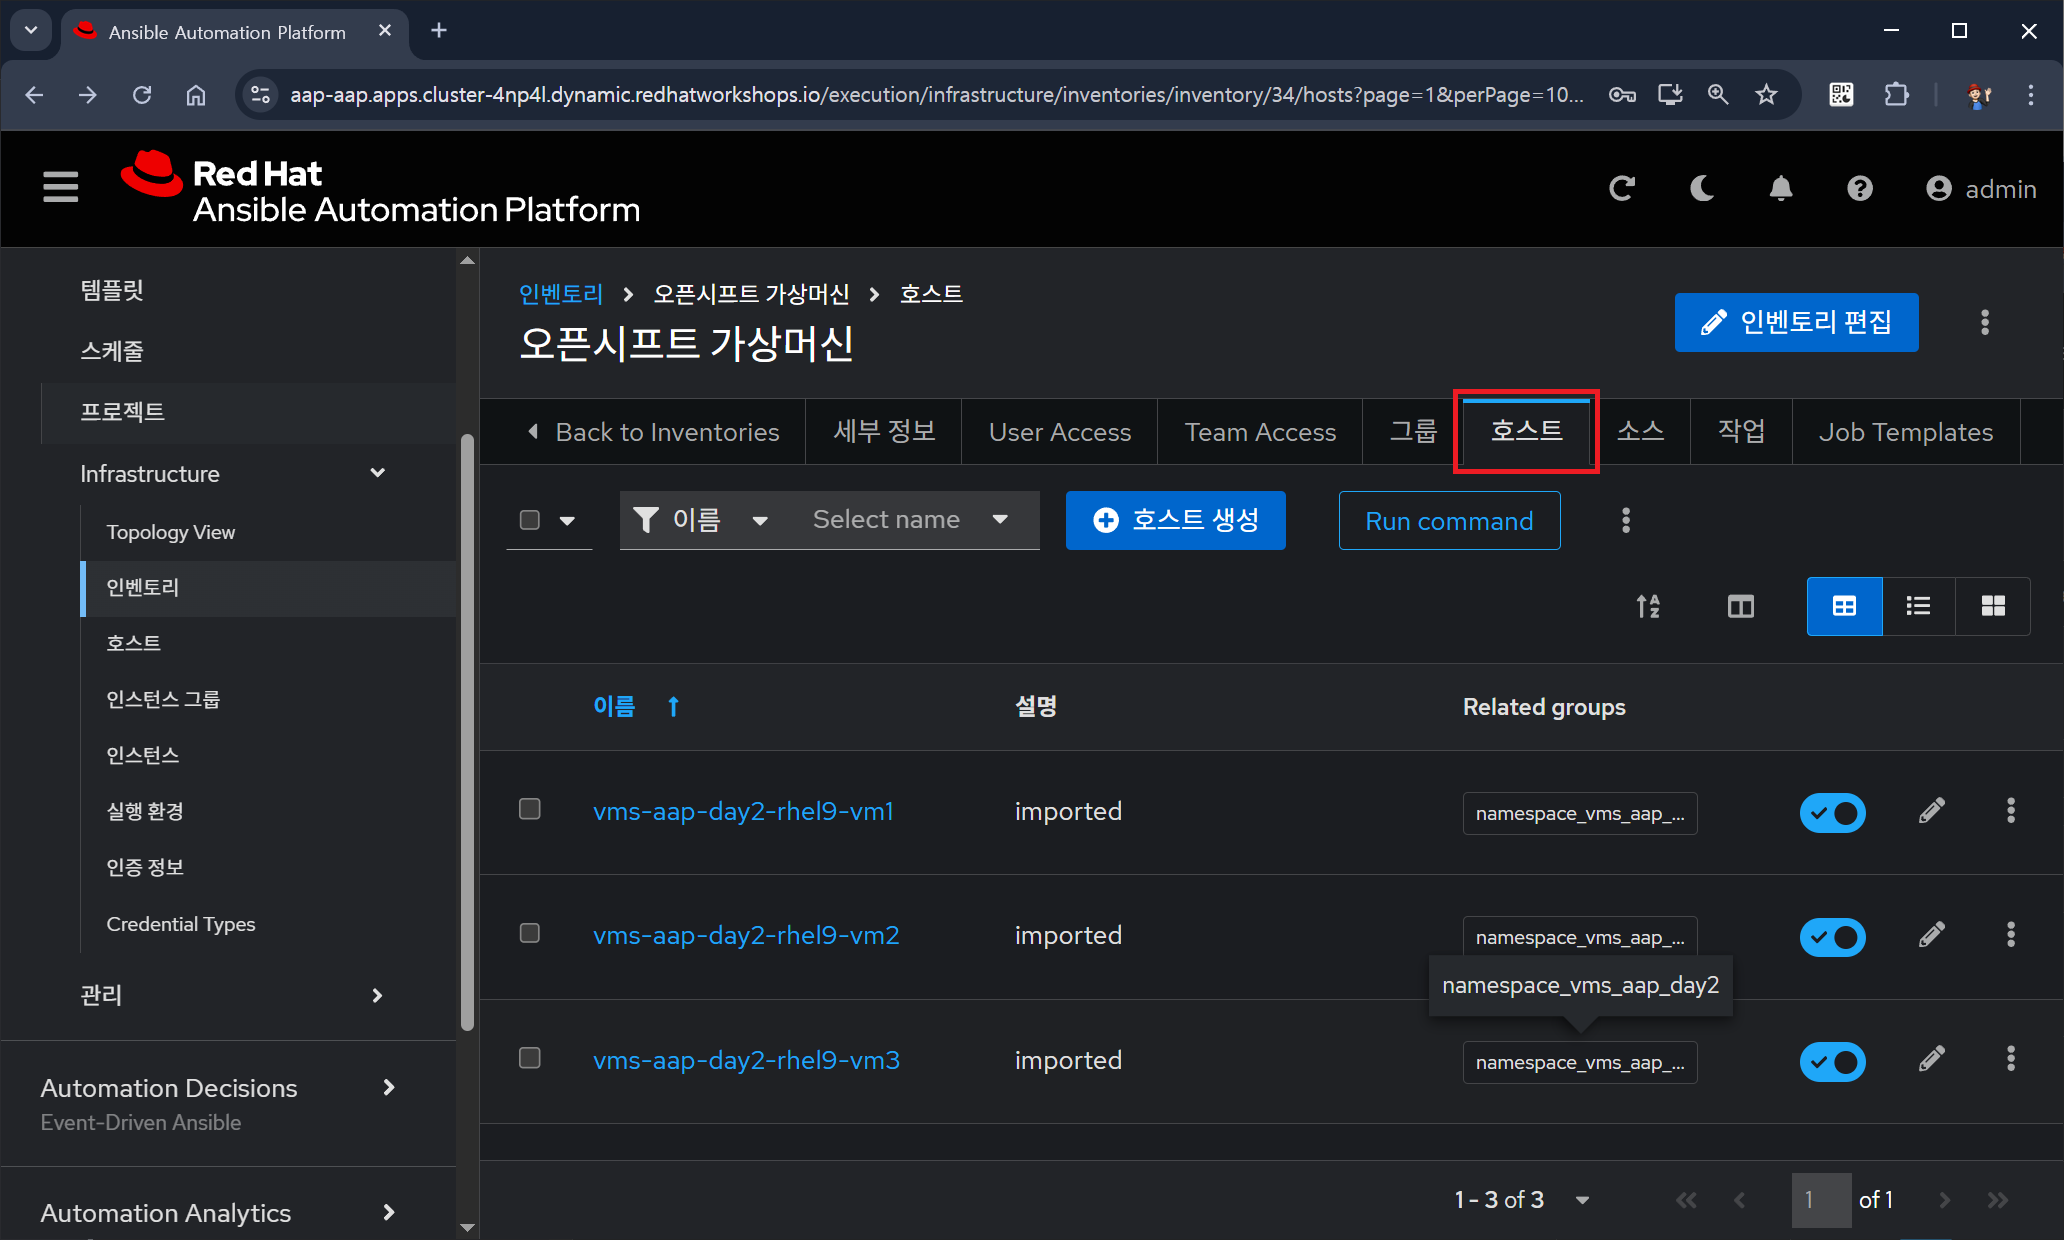 Ansible Automation Platform
aap-aap.apps.cluster-4np4l.dynamic.redhatworkshops.io/execution/infrastructure/inventories/inventory/34/hosts?page=1&perPage=10...
Red Hat
Ansible Automation Platform
admin
템플릿
스케줄
프로젝트
Infrastructure
Topology View
인벤토리
호스트
인스턴스 그룹
인스턴스
실행 환경
인증 정보
Credential Types
관리
Automation Decisions
Event-Driven Ansible
Automation Analytics
인벤토리 오픈시프트 가상머신 호스트
오픈시프트 가상머신
인벤토리 편집
Back to Inventories 세부 정보 User Access Team Access 그룹 호스트 소스 작업 Job Templates
이름 Select name 호스트 생성 Run command
이름 설명 Related groups
vms-aap-day2-rhel9-vm1 imported namespace_vms_aap_...
vms-aap-day2-rhel9-vm2 imported namespace_vms_aap_...
namespace_vms_aap_day2
vms-aap-day2-rhel9-vm3 imported namespace_vms_aap_...
1 - 3 of 3 1 of 1